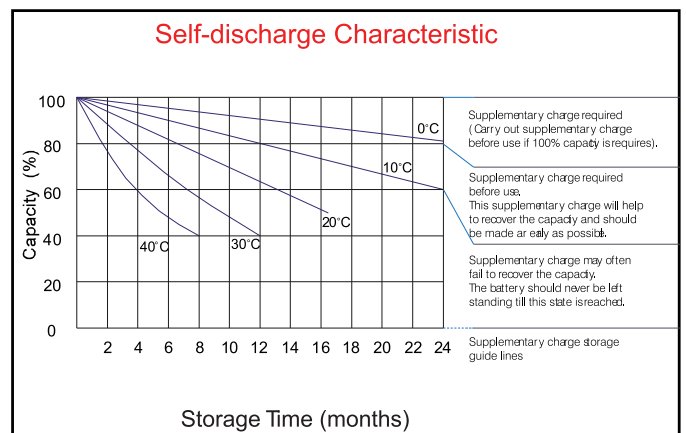 Self-discharge Characteristic
100
80
60
40
20
0
Capacity (%)
0°C
10°C
20°C
30°C
40°C
2 4 6 8 10 12 14 16 18 20 22 24
Storage Time (months)
Supplementary charge required
(Carry out supplementary charge
before use if 100% capacity is requires).
Supplementary charge required
before use.
This supplementary charge will help
to recover the capacity and should
be made ar early as possible.
Supplementary charge may often
fail to recover the capacity.
The battery should never be left
standing till this state isreached.
Supplementary charge storage
guide lines